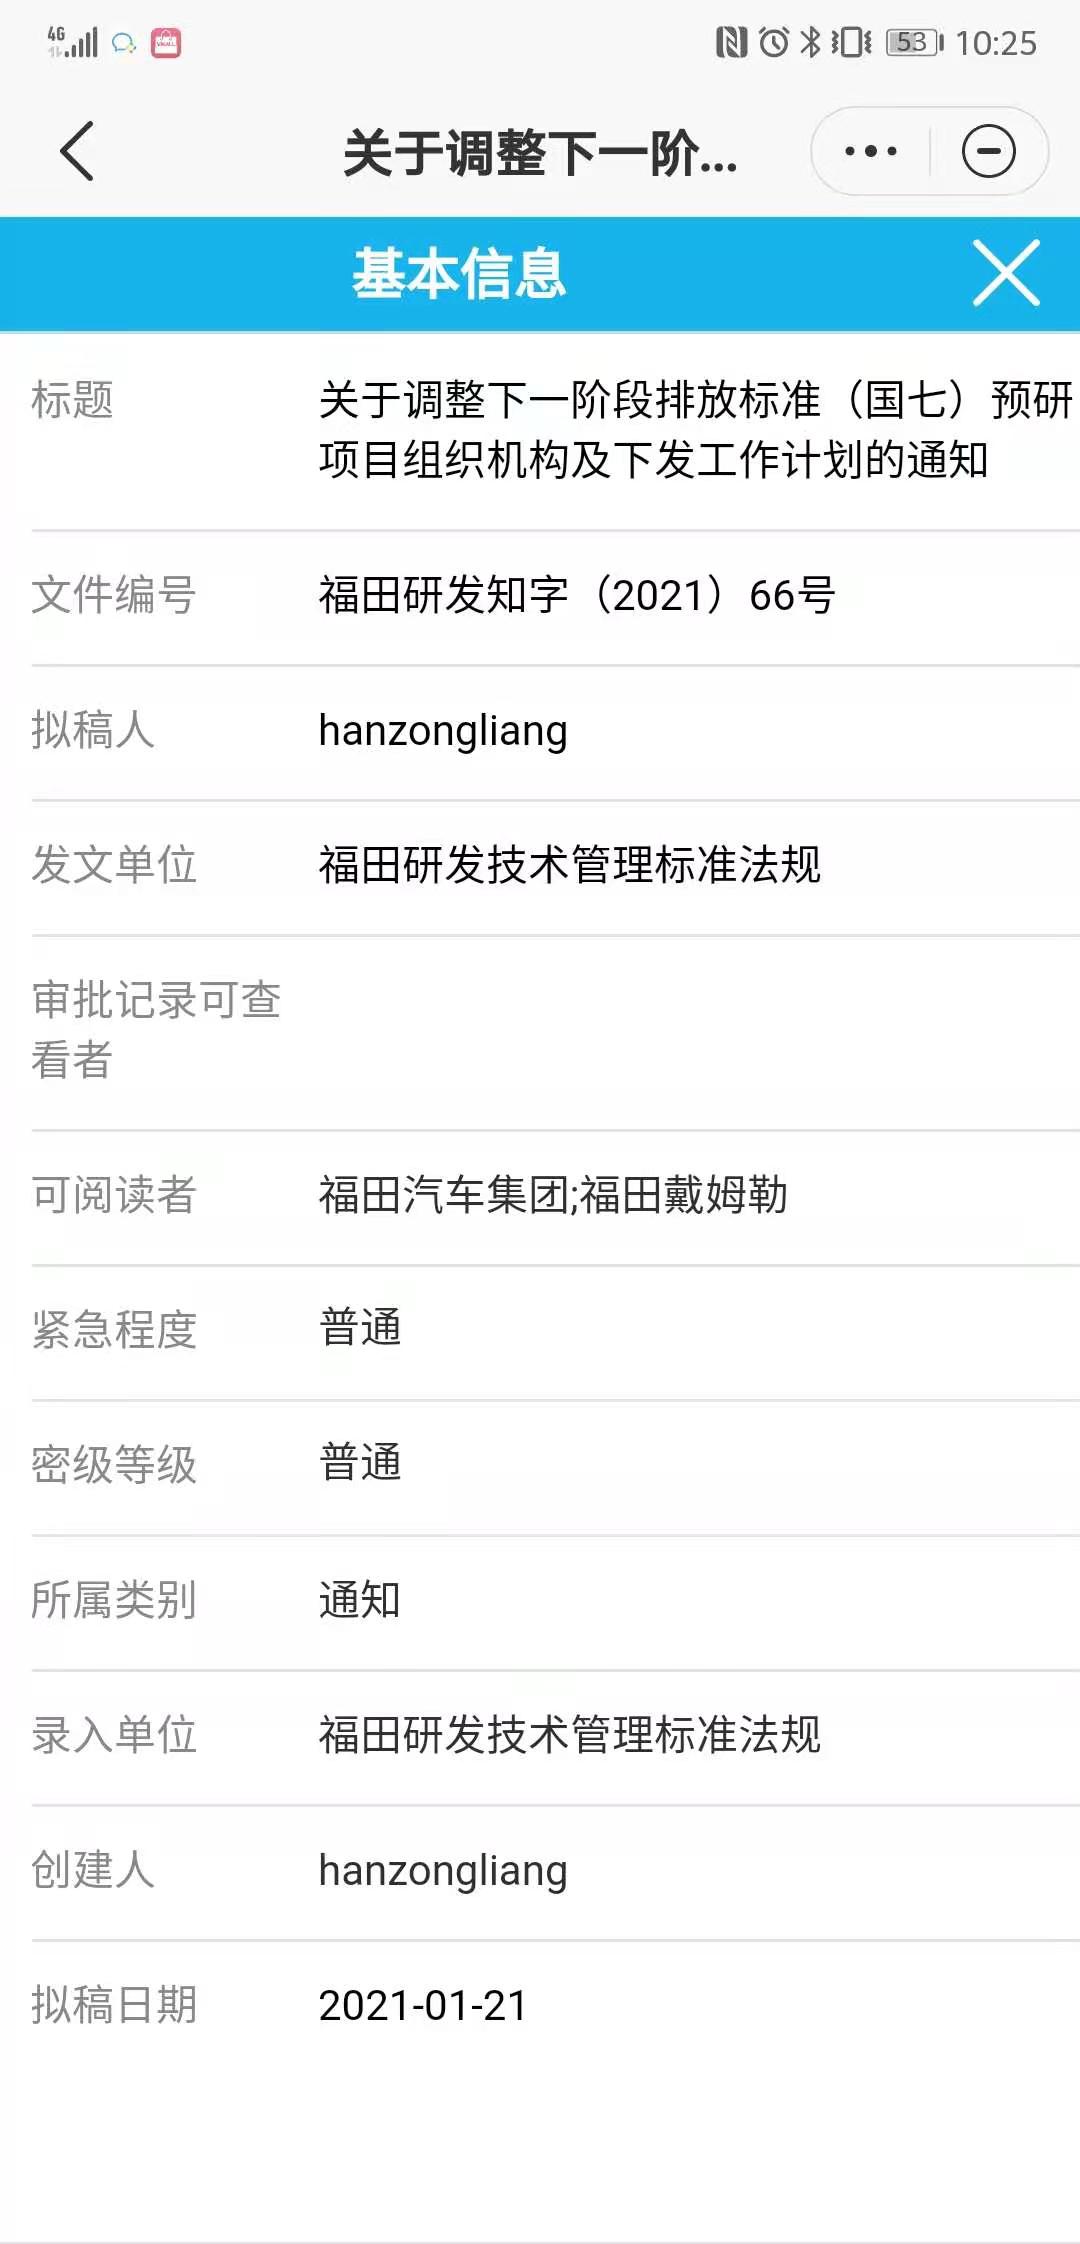 4G
53
10:25
关于调整下一阶...
基本信息
标题
关于调整下一阶段排放标准（国七）预研
项目组织机构及下发工作计划的通知
文件编号
福田研发知字（2021）66号
拟稿人
hanzongliang
发文单位
福田研发技术管理标准法规
审批记录可查
看者
可阅读者
福田汽车集团;福田戴姆勒
紧急程度
普通
密级等级
普通
所属类别
通知
录入单位
福田研发技术管理标准法规
创建人
hanzongliang
拟稿日期
2021-01-21